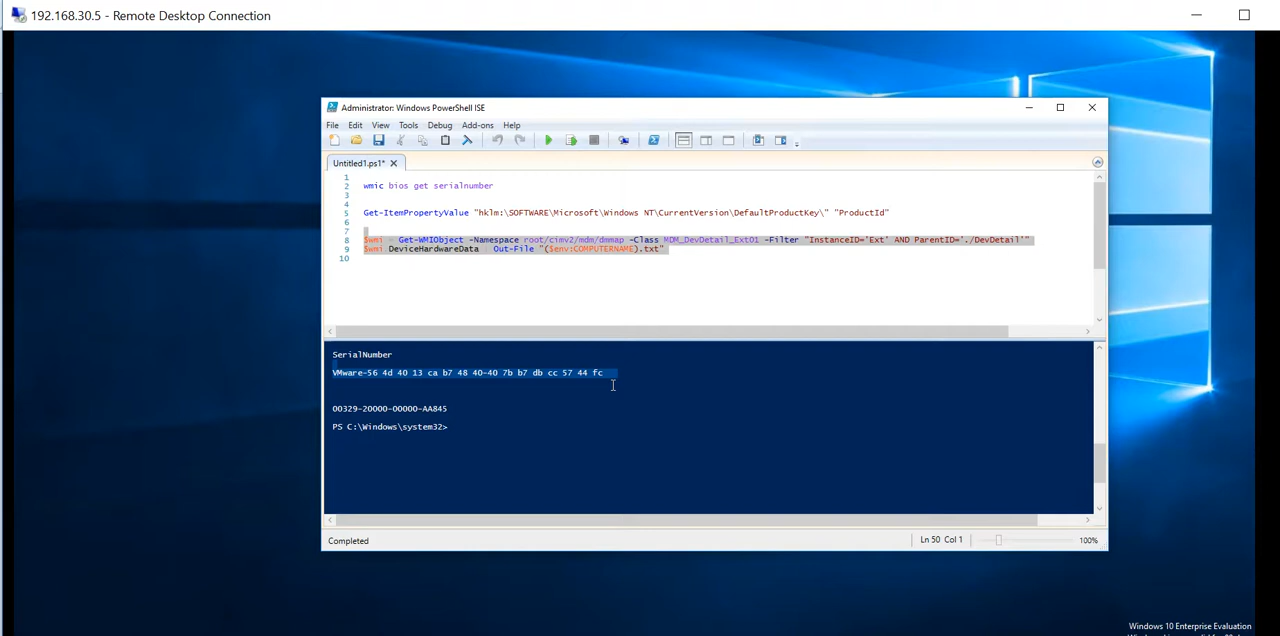 192.168.30.5 - Remote Desktop Connection
Administrator: Windows PowerShell ISE
File Edit View Tools Debug Add-ons Help
Untitled1.ps1* X
1
2 wmic bios get serialnumber
3
4
5 Get-ItemPropertyValue "hklm:\SOFTWARE\Microsoft\Windows NT\CurrentVersion\DefaultProductKey\" "ProductId"
6
7
8 $wmi = Get-WMIObject -Namespace root/cimv2/mdm/dmmap -Class MDM_DevDetail_Ext01 -Filter "InstanceID='Ext' AND ParentID='./DevDetail'"
9 $wmi.DeviceHardwareData | Out-File "($env:COMPUTERNAME).txt"
10
SerialNumber
VMware-56 4d 40 13 ca b7 48 40-40 7b b7 db cc 57 44 fc
00329-20000-00000-AA845
PS C:\Windows\system32>
Completed
Ln 50 Col 1
100%
Windows 10 Enterprise Evaluation